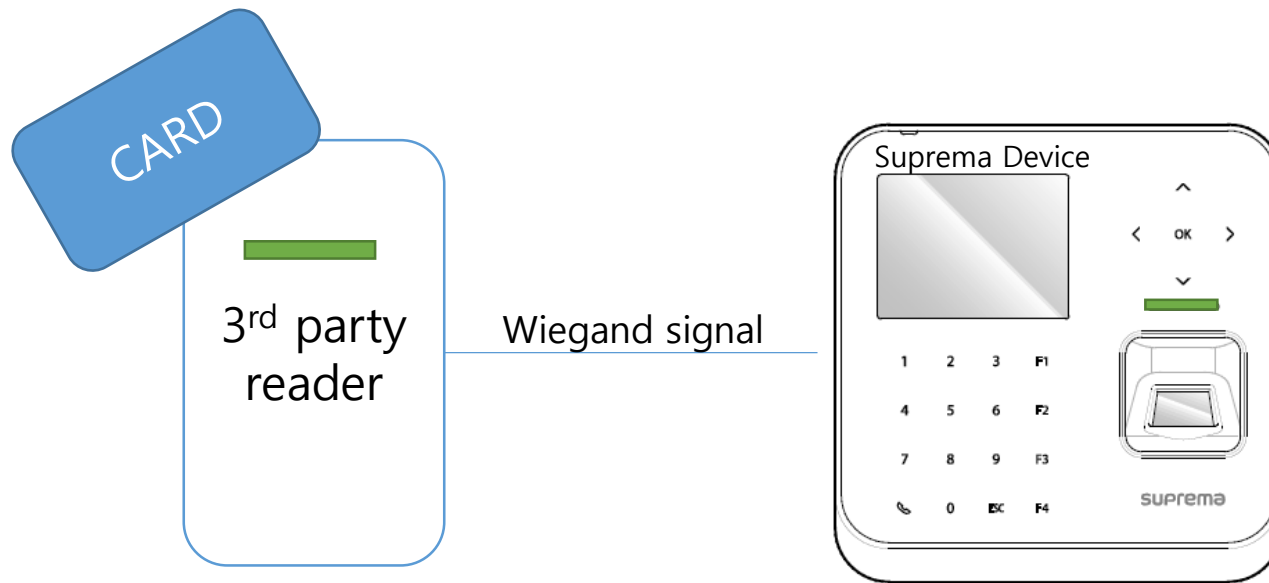 CARD
3rd party
reader
Wiegand signal
Suprema Device
OK
1 2 3 F1
4 5 6 F2
7 8 9 F3
0 ESC F4
suprema